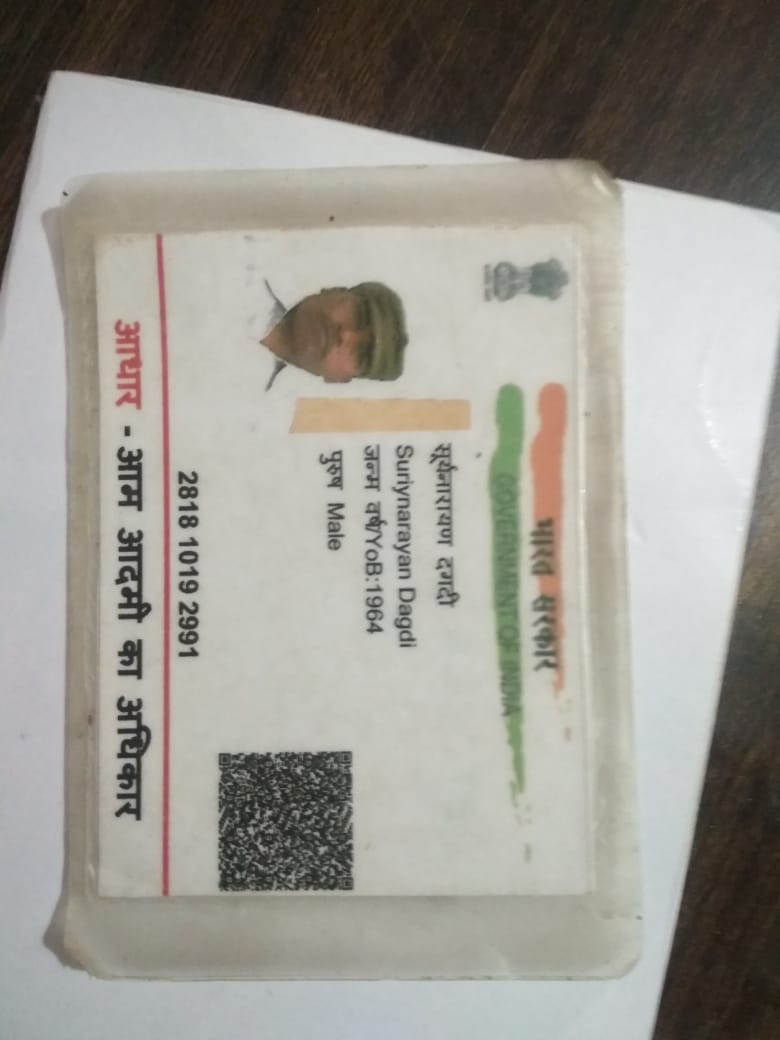 भारत सरकार
GOVERNMENT OF INDIA
सूर्यनारायण दगदी
Suriynarayan Dagdi
जन्म वर्ष/YoB:1964
पुरुष Male
2818 1019 2991
आधार - आम आदमी का अधिकार